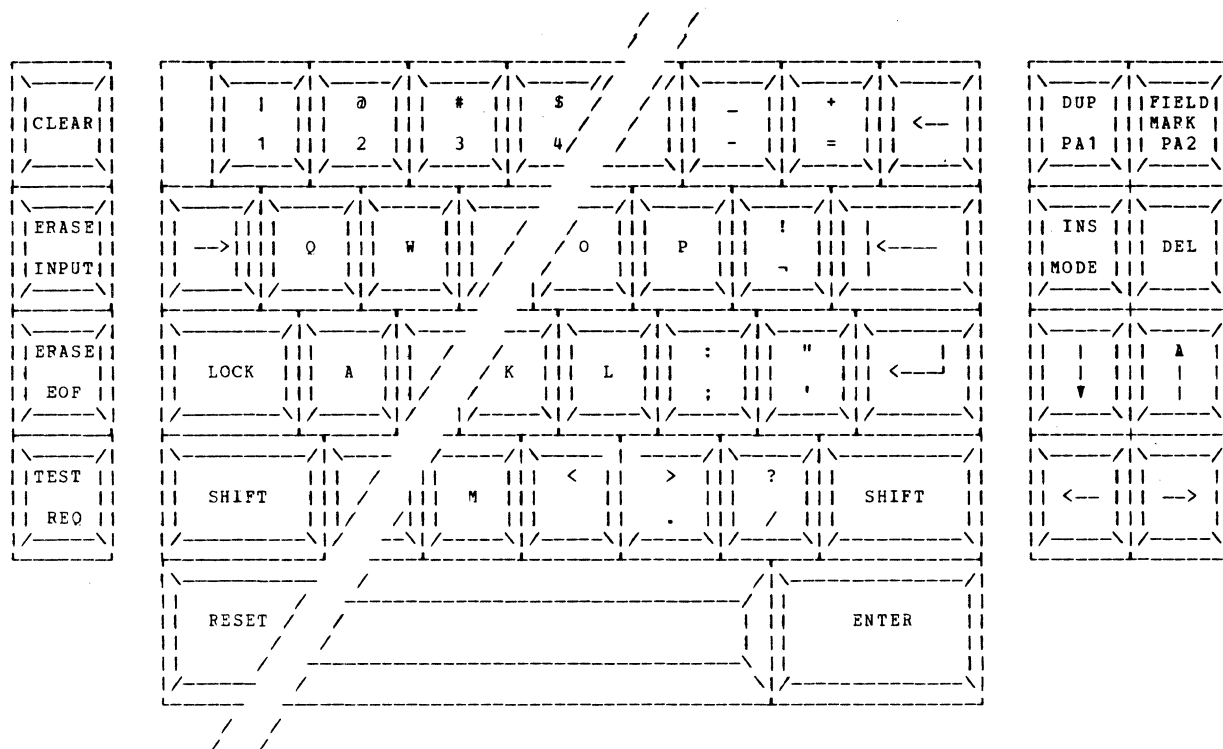 | @ # $ _ + DUP FIELD
CLEAR <-- MARK
1 2 3 4 - = PA1 PA2
ERASE ! INS
--> Q W O P |<---- DEL
INPUT ¬ MODE
ERASE : "
LOCK A K L <---┘
EOF ; '
TEST < > ?
SHIFT M SHIFT <-- -->
REQ . /
RESET ENTER